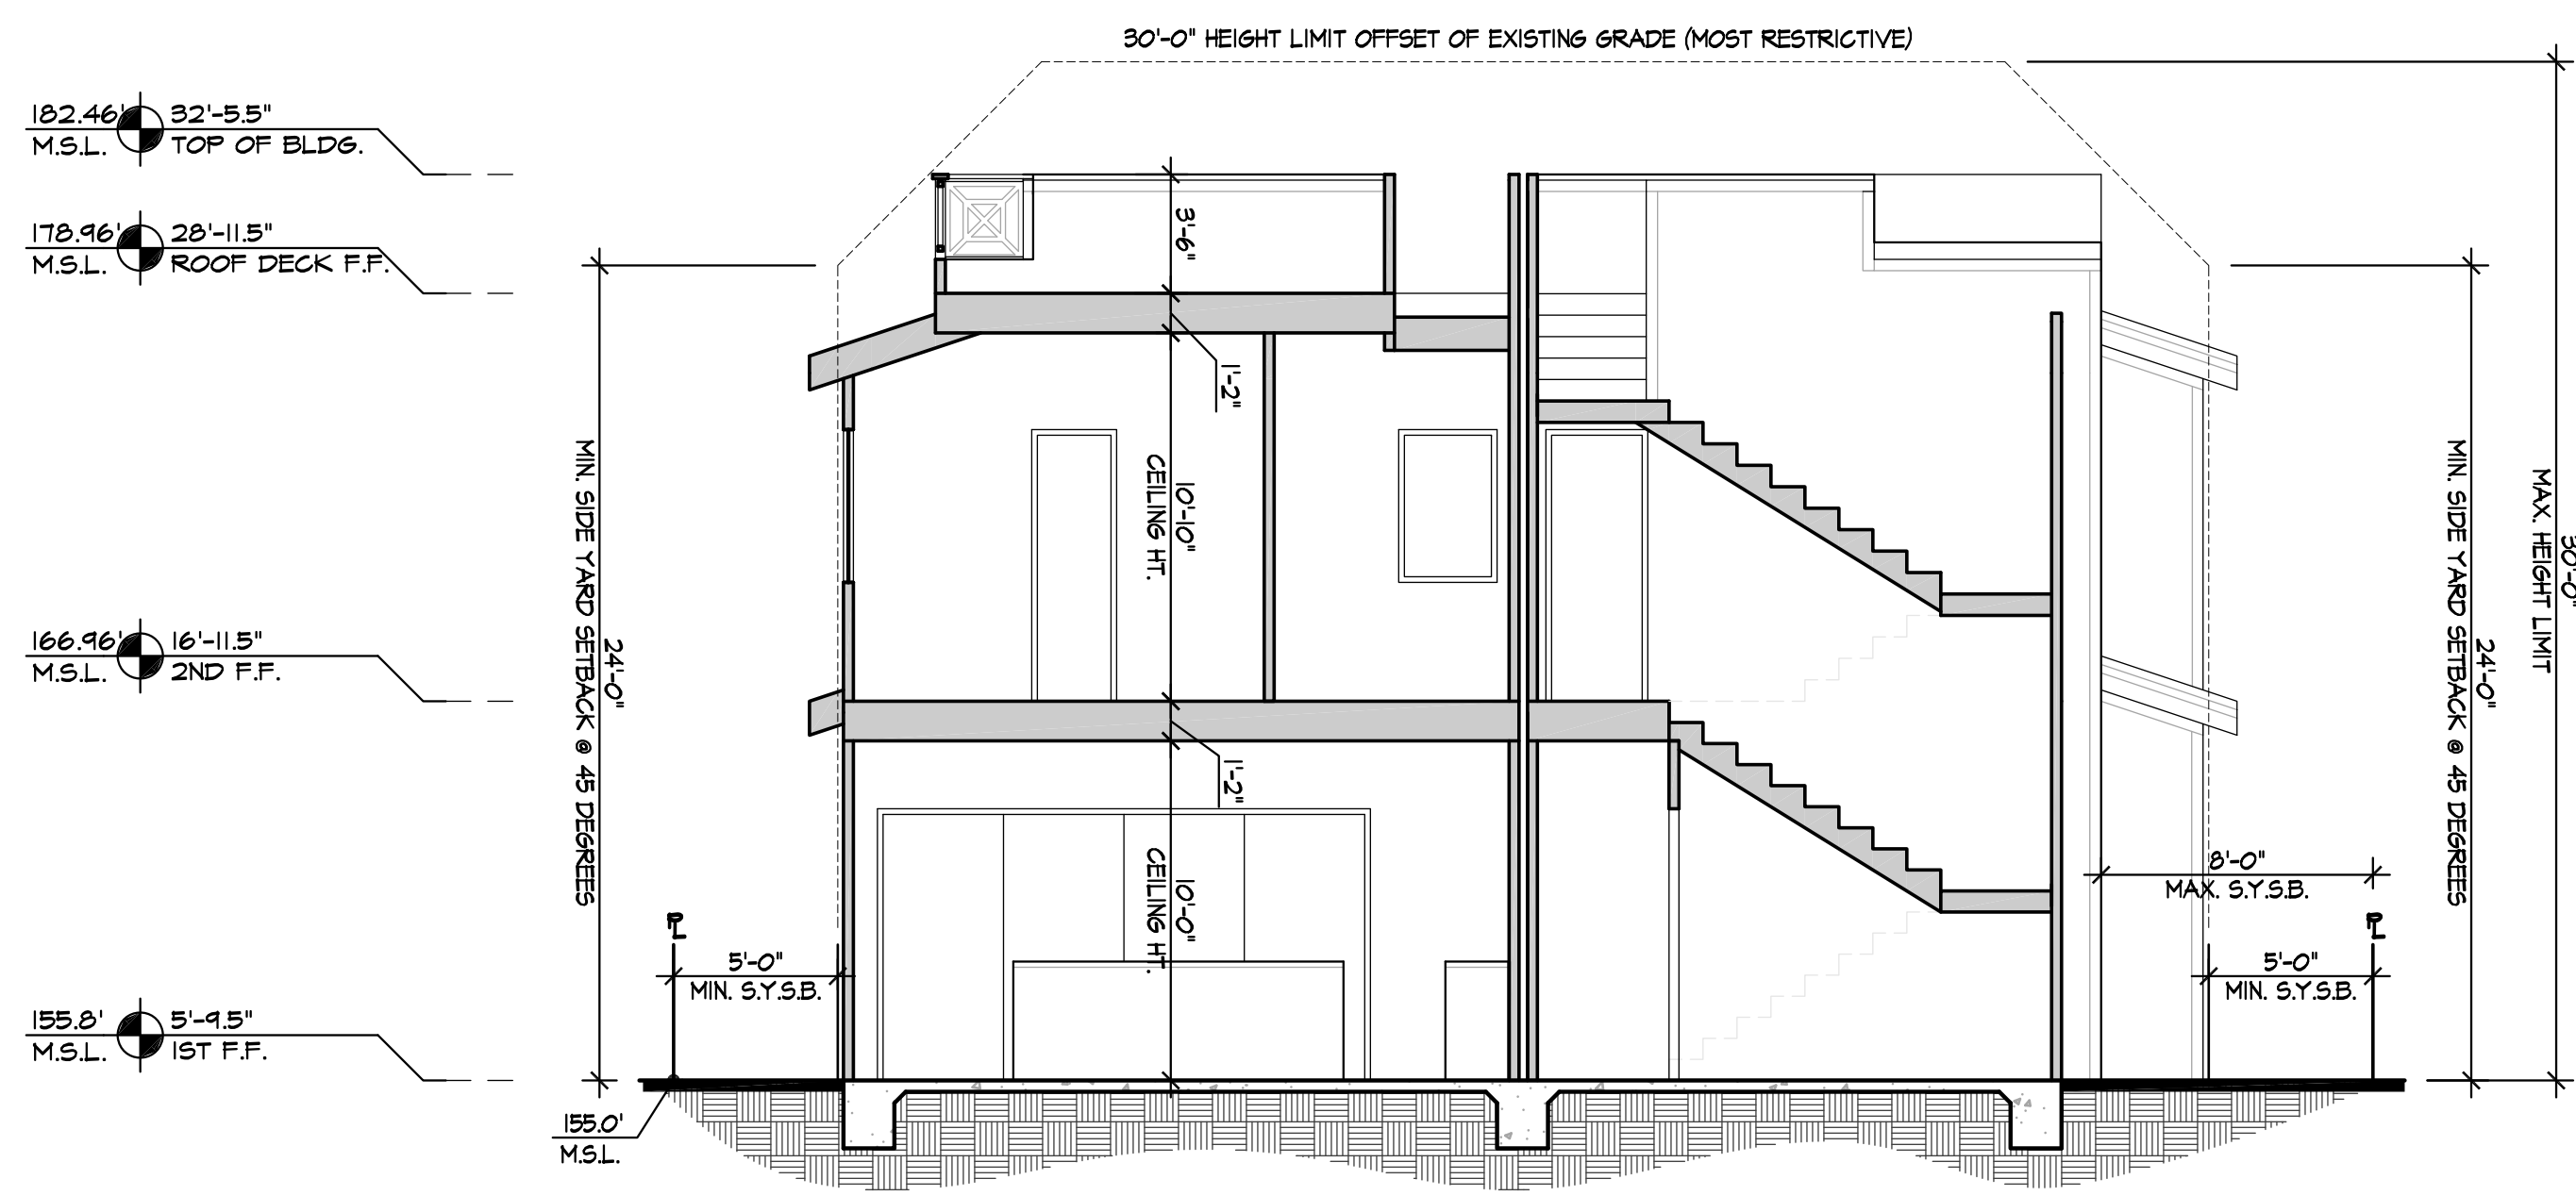 30'-0" HEIGHT LIMIT OFFSET OF EXISTING GRADE (MOST RESTRICTIVE)
182.46' 32'-5.5"
M.S.L. TOP OF BLDG.
178.96' 28'-11.5"
M.S.L. ROOF DECK F.F.
166.96' 16'-11.5"
M.S.L. 2ND F.F.
155.8' 5'-9.5"
M.S.L. 1ST F.F.
155.0'
M.S.L.
24'-0"
MIN. SIDE YARD SETBACK @ 45 DEGREES
PL
5'-0"
MIN. S.Y.S.B.
3'-6"
1'-2"
10'-10"
CEILING HT.
1'-2"
10'-0"
CEILING HT.
8'-0"
MAX. S.Y.S.B.
PL
5'-0"
MIN. S.Y.S.B.
24'-0"
MIN. SIDE YARD SETBACK @ 45 DEGREES
30'-0"
MAX. HEIGHT LIMIT